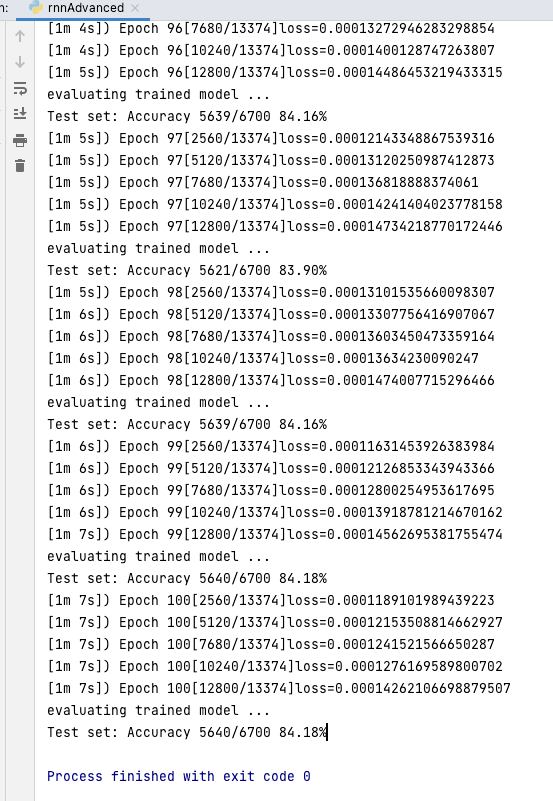 n:
rnnAdvanced
[1m 4s]) Epoch 96[7680/13374]loss=0.00013272946283298854
[1m 4s]) Epoch 96[10240/13374]loss=0.0001400128747263807
[1m 5s]) Epoch 96[12800/13374]loss=0.00014486453219433315
evaluating trained model ...
Test set: Accuracy 5639/6700 84.16%
[1m 5s]) Epoch 97[2560/13374]loss=0.00012143348867539316
[1m 5s]) Epoch 97[5120/13374]loss=0.00013120250987412873
[1m 5s]) Epoch 97[7680/13374]loss=0.000136818888374061
[1m 5s]) Epoch 97[10240/13374]loss=0.00014241404023778158
[1m 5s]) Epoch 97[12800/13374]loss=0.00014734218770172446
evaluating trained model ...
Test set: Accuracy 5621/6700 83.90%
[1m 5s]) Epoch 98[2560/13374]loss=0.00013101535660098307
[1m 6s]) Epoch 98[5120/13374]loss=0.00013307756416907067
[1m 6s]) Epoch 98[7680/13374]loss=0.00013603450473359164
[1m 6s]) Epoch 98[10240/13374]loss=0.00013634230090247
[1m 6s]) Epoch 98[12800/13374]loss=0.0001474007715296466
evaluating trained model ...
Test set: Accuracy 5639/6700 84.16%
[1m 6s]) Epoch 99[2560/13374]loss=0.00011631453926383984
[1m 6s]) Epoch 99[5120/13374]loss=0.00012126853343943366
[1m 6s]) Epoch 99[7680/13374]loss=0.00012800254953617695
[1m 6s]) Epoch 99[10240/13374]loss=0.00013918781214670162
[1m 7s]) Epoch 99[12800/13374]loss=0.00014562695381755474
evaluating trained model ...
Test set: Accuracy 5640/6700 84.18%
[1m 7s]) Epoch 100[2560/13374]loss=0.0001189101989439223
[1m 7s]) Epoch 100[5120/13374]loss=0.00012153508814662927
[1m 7s]) Epoch 100[7680/13374]loss=0.0001241521566650287
[1m 7s]) Epoch 100[10240/13374]loss=0.0001276169589800702
[1m 7s]) Epoch 100[12800/13374]loss=0.00014262106698879507
evaluating trained model ...
Test set: Accuracy 5640/6700 84.18%
Process finished with exit code 0